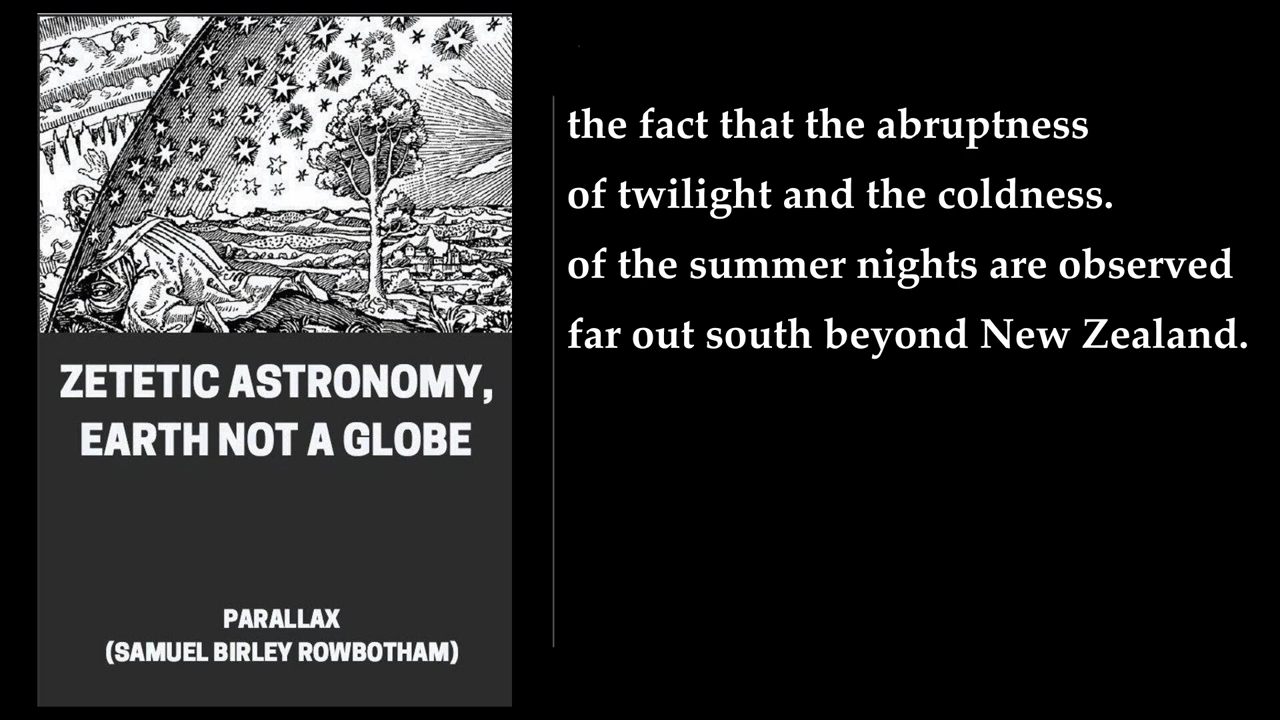 ZETETIC ASTRONOMY,
EARTH NOT A GLOBE
PARALLAX
(SAMUEL BIRLEY ROWBOTHAM)
the fact that the abruptness
of twilight and the coldness.
of the summer nights are observed
far out south beyond New Zealand.